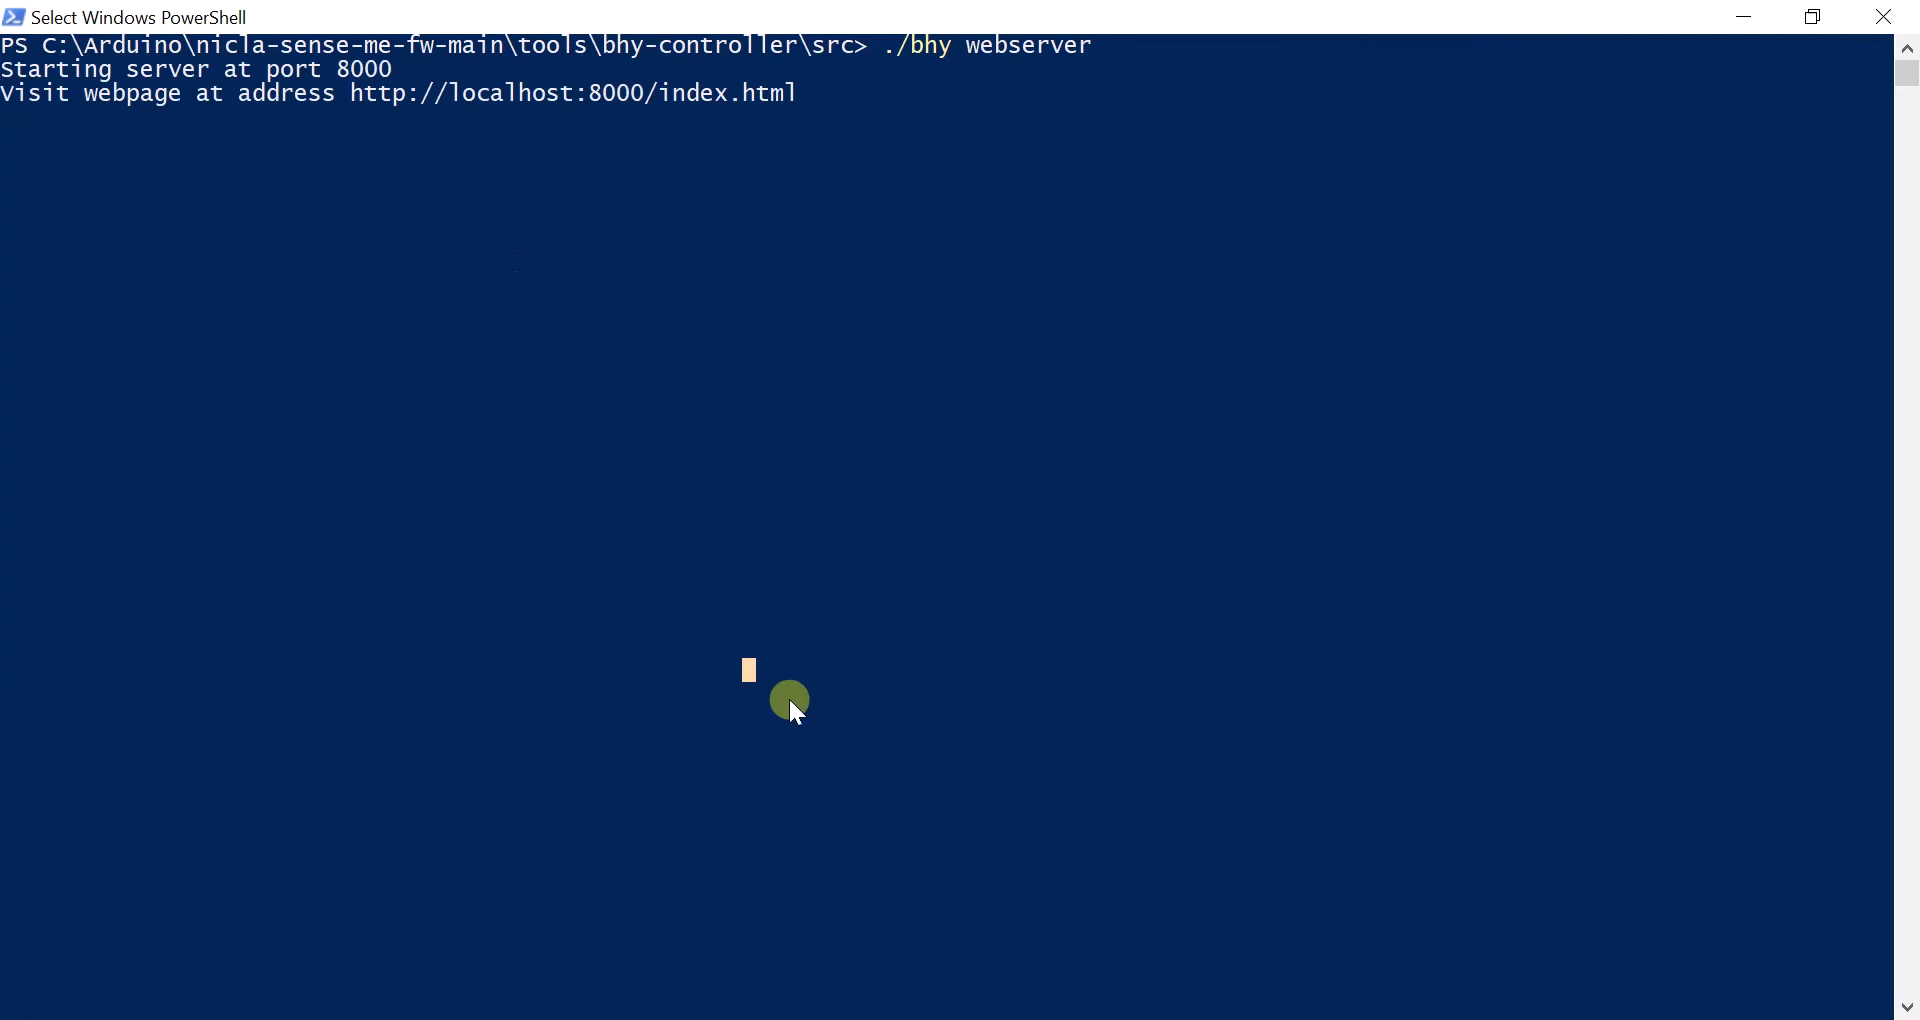 Select Windows PowerShell
PS C:\Arduino\nicla-sense-me-fw-main\tools\bhy-controller\src> ./bhy webserver
Starting server at port 8000
Visit webpage at address http://localhost:8000/index.html